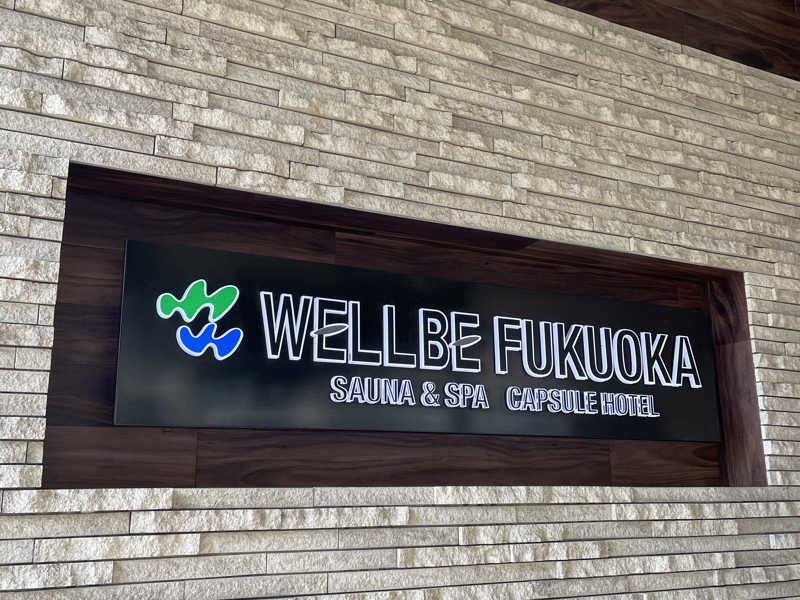 WELLBE FUKUOKA
SAUNA & SPA CAPSULE HOTEL